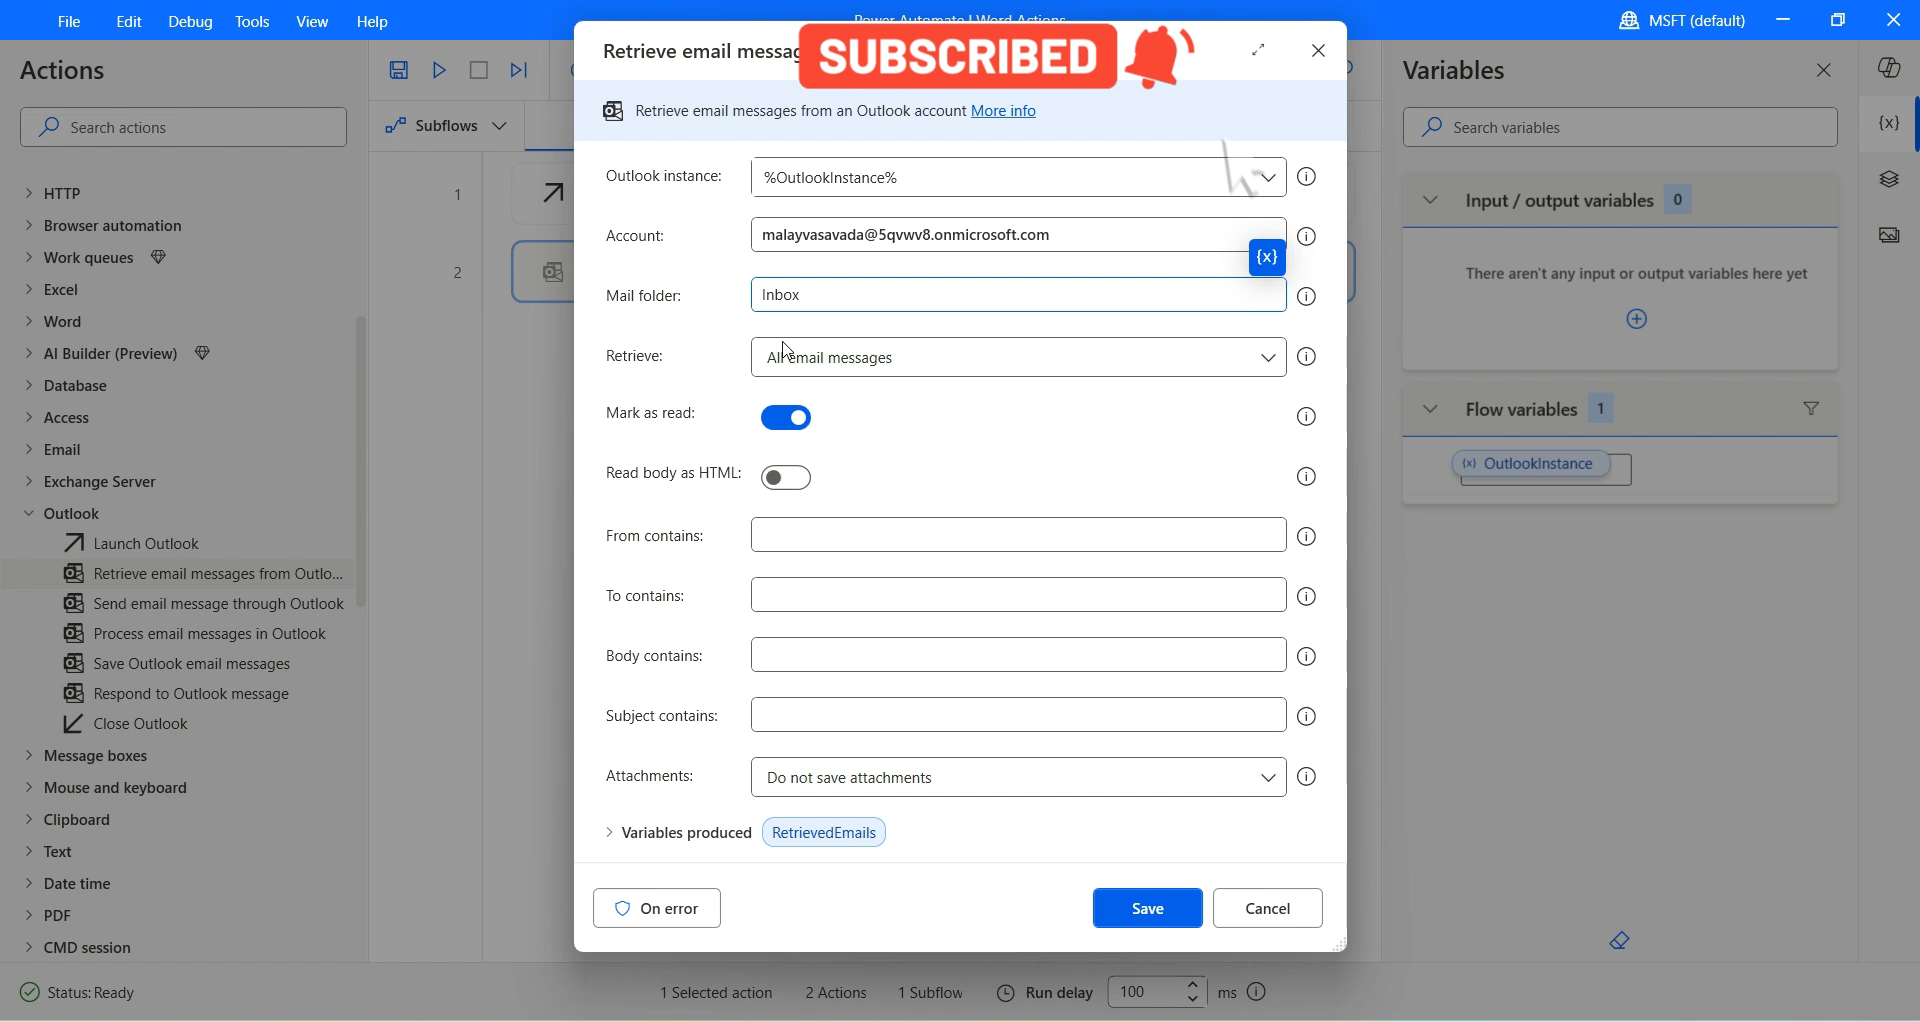 File Edit Debug Tools View Help
Power Automate | Word Actions
MSFT (default)
Actions
Search actions
HTTP
Browser automation
Work queues
Excel
Word
AI Builder (Preview)
Database
Access
Email
Exchange Server
Outlook
Launch Outlook
Retrieve email messages from Outlo...
Send email message through Outlook
Process email messages in Outlook
Save Outlook email messages
Respond to Outlook message
Close Outlook
Message boxes
Mouse and keyboard
Clipboard
Text
Date time
PDF
CMD session
Subflows
1
2
Retrieve email messag
SUBSCRIBED
Retrieve email messages from an Outlook account More info
Outlook instance: %OutlookInstance%
Account: malayvasavada@5qvwv8.onmicrosoft.com
{x}
Mail folder: Inbox
Retrieve: All email messages
Mark as read:
Read body as HTML:
From contains:
To contains:
Body contains:
Subject contains:
Attachments: Do not save attachments
Variables produced RetrievedEmails
On error Save Cancel
Variables
{x}
Search variables
Input / output variables 0
There aren't any input or output variables here yet
Flow variables 1
(x) OutlookInstance
Status: Ready 1 Selected action 2 Actions 1 Subflow Run delay 100 ms